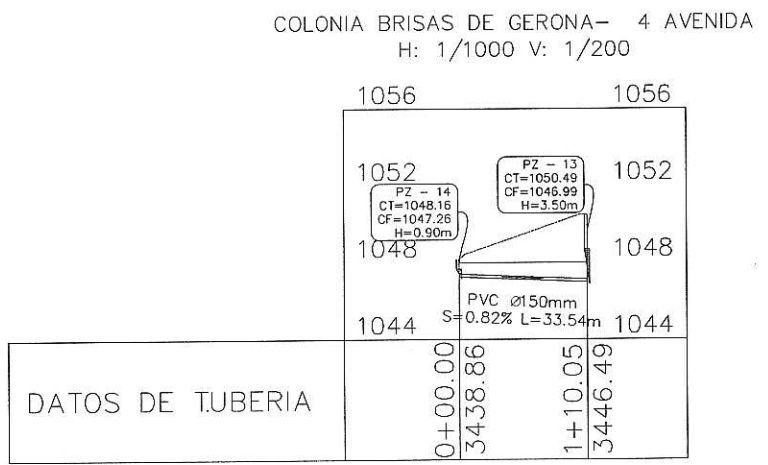 COLONIA BRISAS DE GERONA- 4 AVENIDA
H: 1/1000 V: 1/200
1056 1056
1052 1052
PZ - 13
CT=1050.49
CF=1046.99
H=3.50m
PZ - 14
CT=1048.16
CF=1047.26
H=0.90m
1048 1048
PVC Ø150mm
S=0.82% L=33.54m
1044 1044
DATOS DE TUBERIA
0+00.00
3438.86
1+10.05
3446.49